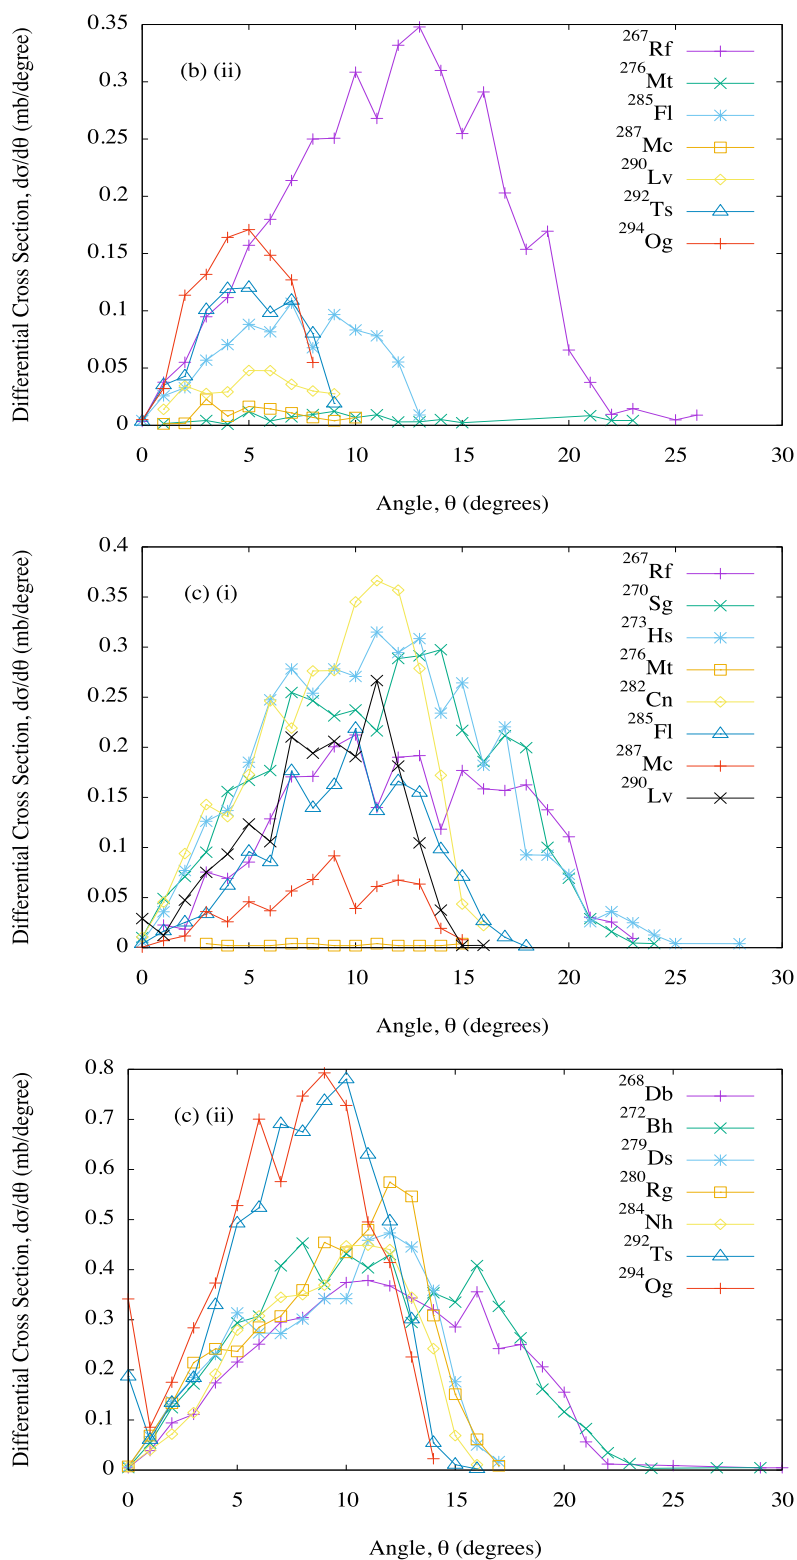 Differential Cross Section, dσ/dθ (mb/degree)
0.35
0.3
0.25
0.2
0.15
0.1
0.05
0
(b) (ii)
267Rf
276Mt
285Fl
287Mc
290Lv
292Ts
294Og
0 5 10 15 20 25 30
Angle, θ (degrees)
Differential Cross Section, dσ/dθ (mb/degree)
0.4
0.35
0.3
0.25
0.2
0.15
0.1
0.05
0
(c) (i)
267Rf
270Sg
273Hs
276Mt
282Cn
285Fl
287Mc
290Lv
0 5 10 15 20 25 30
Angle, θ (degrees)
Differential Cross Section, dσ/dθ (mb/degree)
0.8
0.7
0.6
0.5
0.4
0.3
0.2
0.1
0
(c) (ii)
268Db
272Bh
279Ds
280Rg
284Nh
292Ts
294Og
0 5 10 15 20 25 30
Angle, θ (degrees)